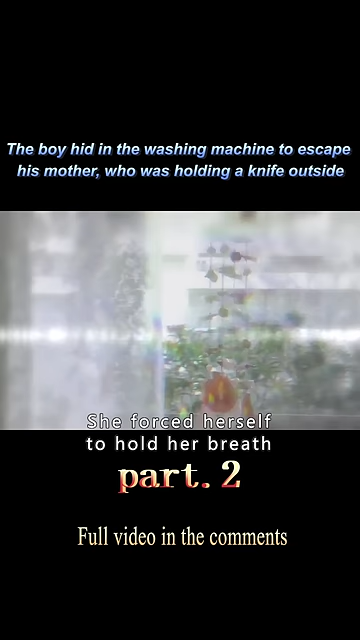 The boy hid in the washing machine to escape
his mother, who was holding a knife outside
She forced herself
to hold her breath
part. 2
Full video in the comments